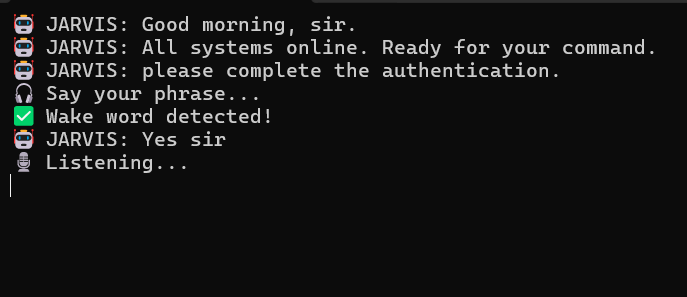 🤖 JARVIS: Good morning, sir.
🤖 JARVIS: All systems online. Ready for your command.
🤖 JARVIS: please complete the authentication.
🎧 Say your phrase...
✅ Wake word detected!
🤖 JARVIS: Yes sir
🎙 Listening...